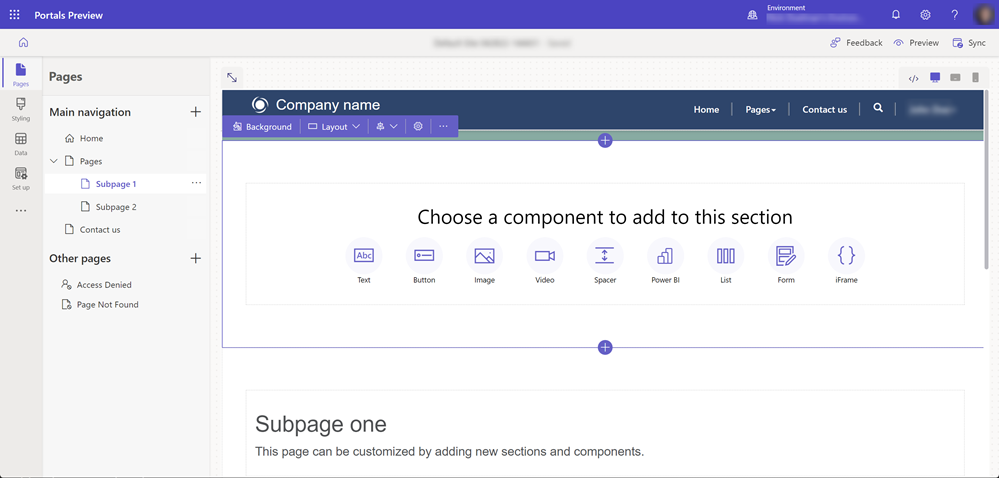 Portals Preview
Environment
Feedback
Preview
Sync
Pages
Styling
Data
Set up
Pages
Main navigation
Home
Pages
Subpage 1
Subpage 2
Contact us
Other pages
Access Denied
Page Not Found
Company name
Home
Pages
Contact us
Background
Layout
Choose a component to add to this section
Abc
Text
Button
Image
Video
Spacer
Power BI
List
Form
iFrame
Subpage one
This page can be customized by adding new sections and components.